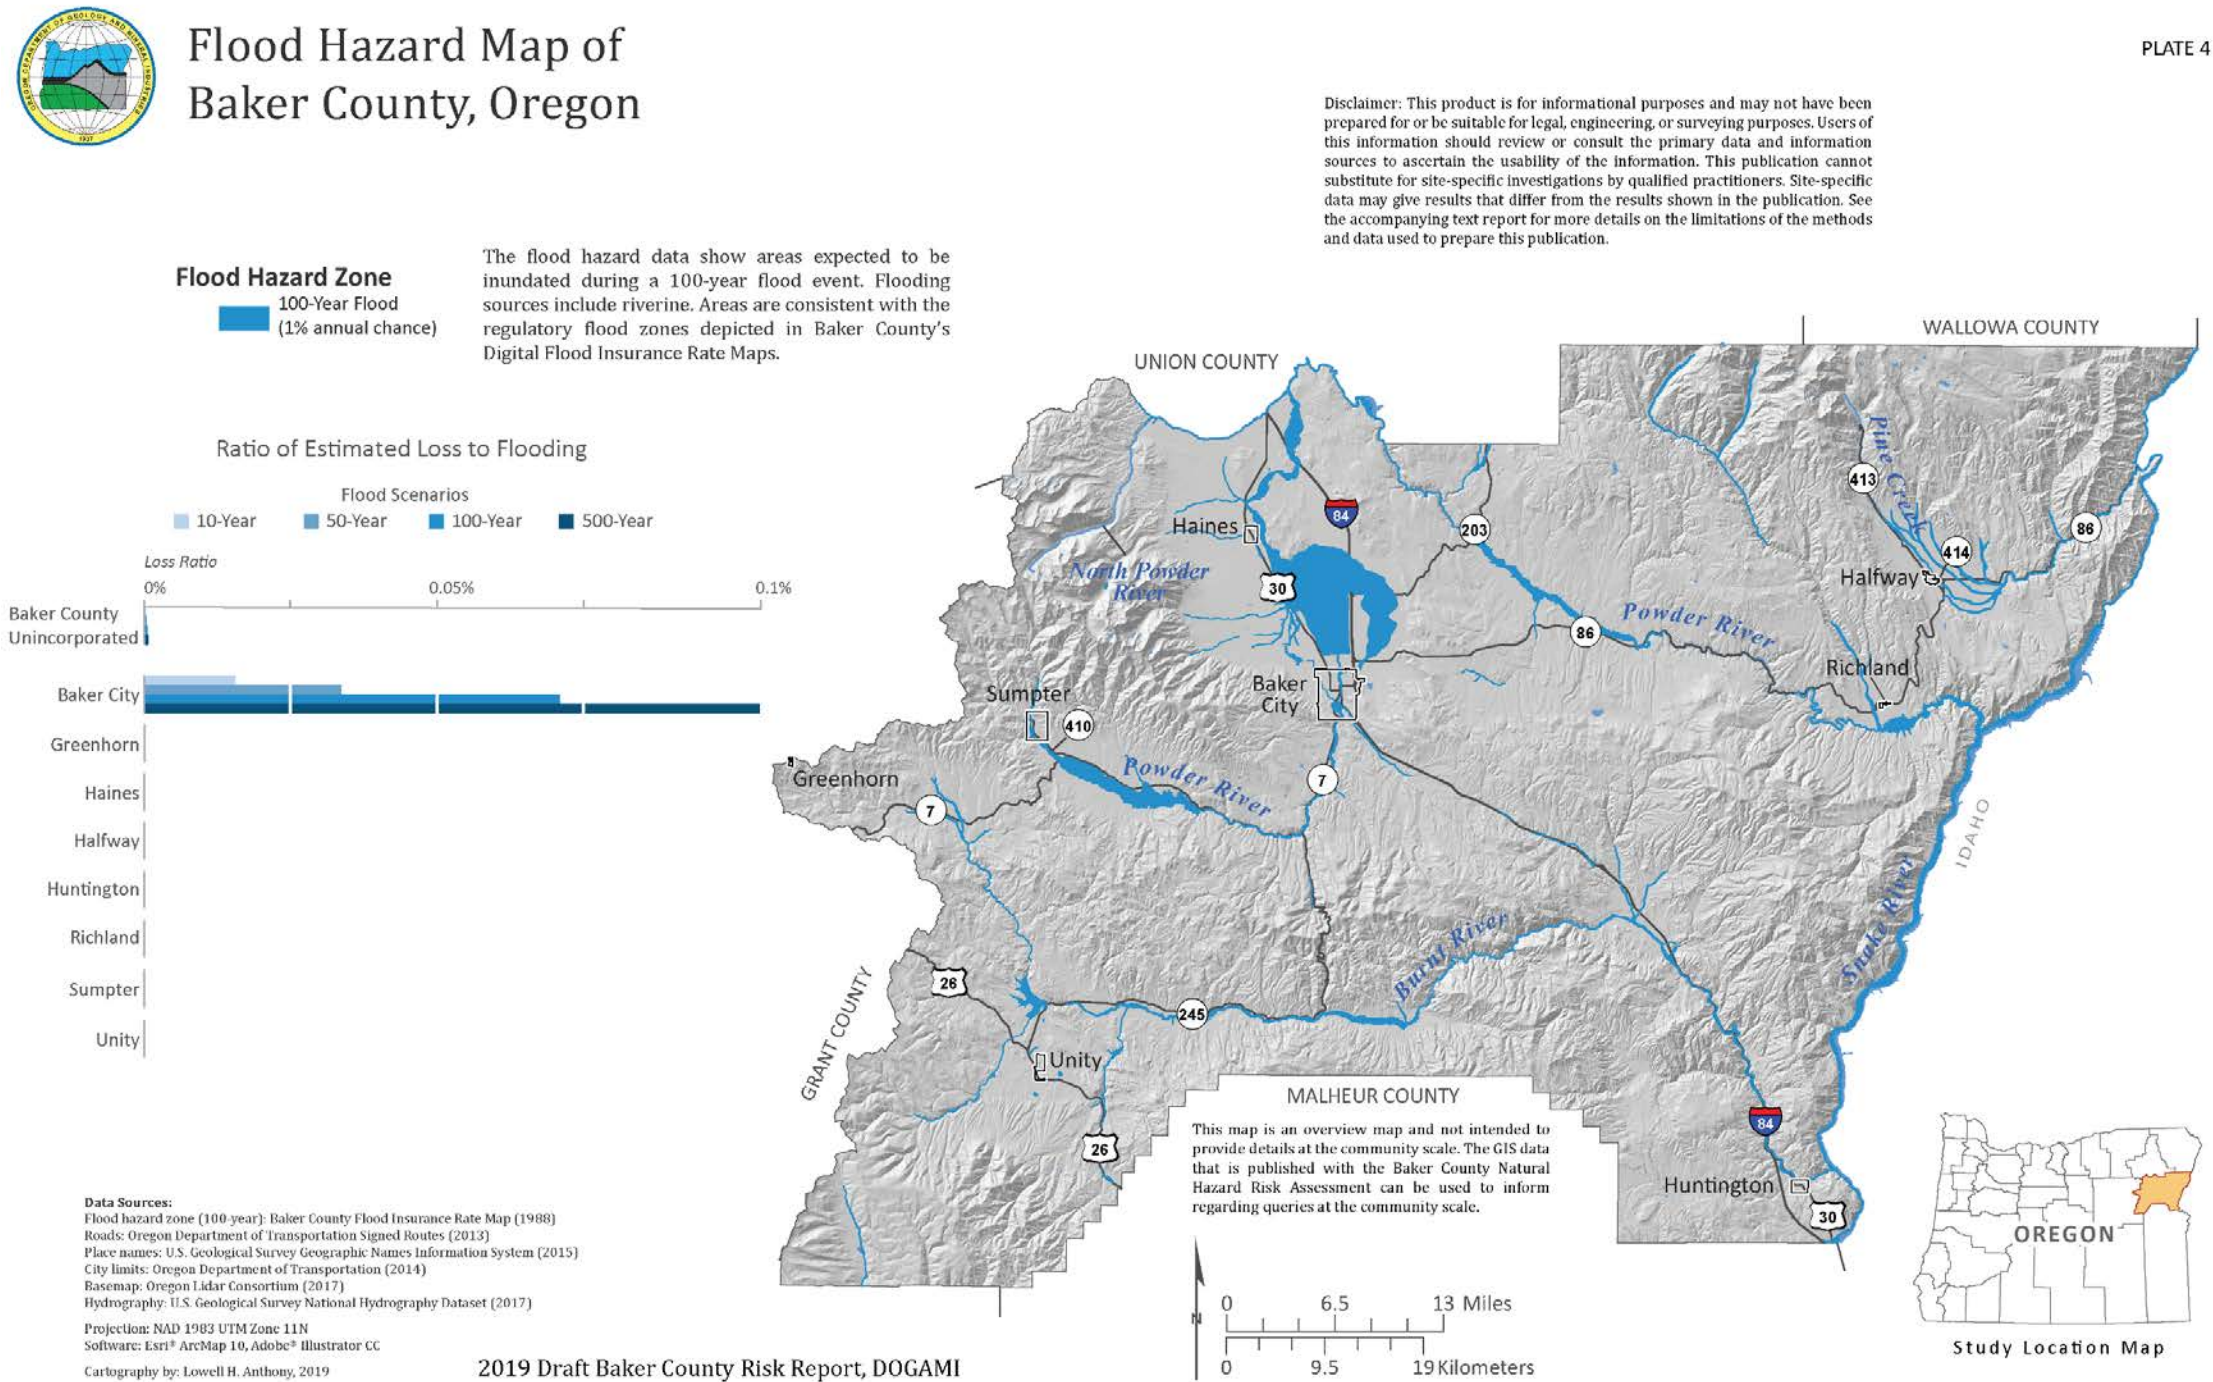 Flood Hazard Map of
Baker County, Oregon
PLATE 4
OREGON DEPARTMENT OF GEOLOGY AND MINERAL INDUSTRIES
1937
Disclaimer: This product is for informational purposes and may not have been
prepared for or be suitable for legal, engineering, or surveying purposes. Users of
this information should review or consult the primary data and information
sources to ascertain the usability of the information. This publication cannot
substitute for site-specific investigations by qualified practitioners. Site-specific
data may give results that differ from the results shown in the publication. See
the accompanying text report for more details on the limitations of the methods
and data used to prepare this publication.
Flood Hazard Zone
100-Year Flood
(1% annual chance)
The flood hazard data show areas expected to be
inundated during a 100-year flood event. Flooding
sources include riverine. Areas are consistent with the
regulatory flood zones depicted in Baker County's
Digital Flood Insurance Rate Maps.
Ratio of Estimated Loss to Flooding
Flood Scenarios
10-Year
50-Year
100-Year
500-Year
Loss Ratio
0%
0.05%
0.1%
Baker County
Unincorporated
Baker City
Greenhorn
Haines
Halfway
Huntington
Richland
Sumpter
Unity
WALLOWA COUNTY
UNION COUNTY
Pine Creek
413
84
Haines
203
86
414
North Powder
River
30
Halfway
Powder River
86
Richland
Baker
City
Sumpter
410
Greenhorn
Powder River
7
7
IDAHO
Snake River
Burnt River
GRANT COUNTY
26
245
Unity
MALHEUR COUNTY
26
84
Huntington
30
This map is an overview map and not intended to
provide details at the community scale. The GIS data
that is published with the Baker County Natural
Hazard Risk Assessment can be used to inform
regarding queries at the community scale.
N
0
6.5
13 Miles
0
9.5
19 Kilometers
OREGON
Study Location Map
Data Sources:
Flood hazard zone (100-year): Baker County Flood Insurance Rate Map (1988)
Roads: Oregon Department of Transportation Signed Routes (2013)
Place names: U.S. Geological Survey Geographic Names Information System (2015)
City limits: Oregon Department of Transportation (2014)
Basemap: Oregon Lidar Consortium (2017)
Hydrography: U.S. Geological Survey National Hydrography Dataset (2017)
Projection: NAD 1983 UTM Zone 11N
Software: Esri® ArcMap 10, Adobe® Illustrator CC
Cartography by: Lowell H. Anthony, 2019
2019 Draft Baker County Risk Report, DOGAMI